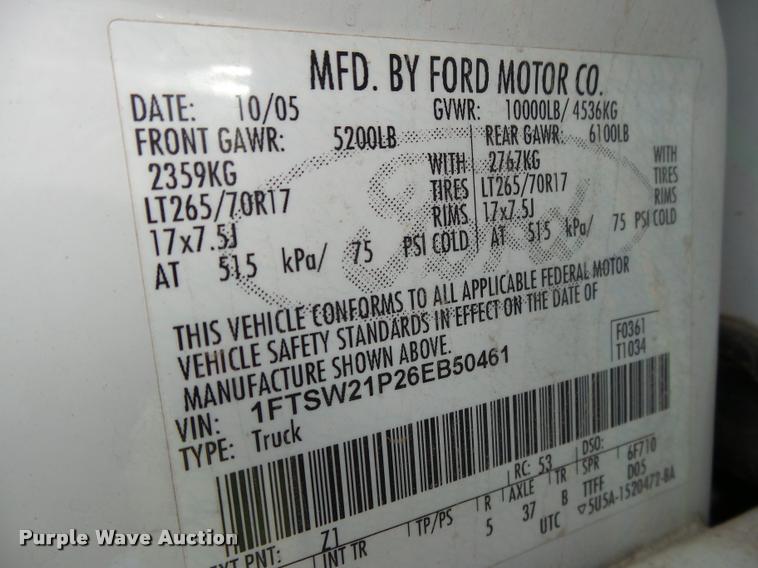 MFD. BY FORD MOTOR CO.
DATE: 10/05 GVWR: 10000LB/ 4536KG
FRONT GAWR: 5200LB REAR GAWR: 6100LB
2359KG WITH 2767KG WITH
LT265/70R17 TIRES LT265/70R17 TIRES
17x7.5J RIMS 17x7.5J RIMS
AT 515 kPa/ 75 PSI COLD AT 515 kPa/ 75 PSI COLD
Ford
THIS VEHICLE CONFORMS TO ALL APPLICABLE FEDERAL MOTOR
VEHICLE SAFETY STANDARDS IN EFFECT ON THE DATE OF
MANUFACTURE SHOWN ABOVE.
F0361
T1034
VIN: 1FTSW21P26EB50461
TYPE: Truck
RC: 53 DSO:
EXT PNT: Z1 INT TR TP/PS R AXLE TR SPR 6F710
5 37 B TTFF D05
UTC 5U5A-1520472-BA
Purple Wave Auction